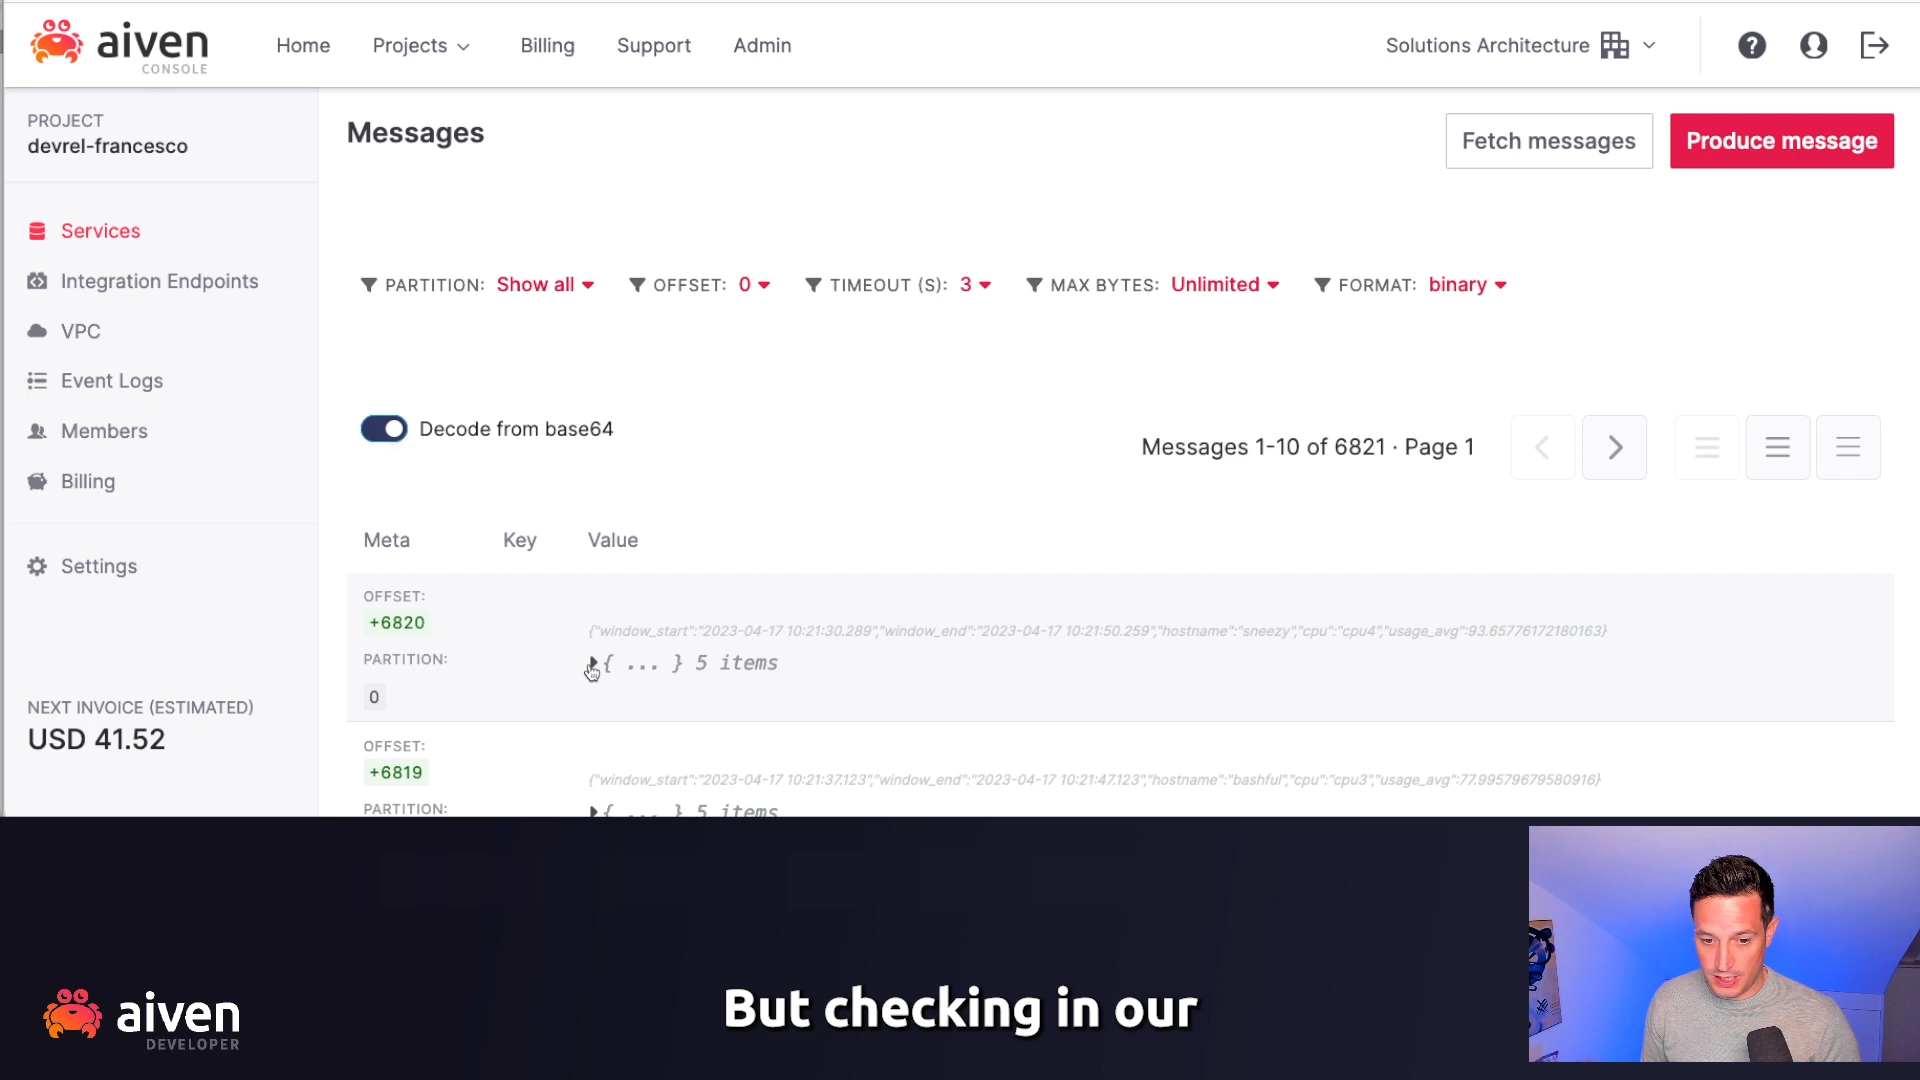 aiven
CONSOLE
Home
Projects
Billing
Support
Admin
Solutions Architecture
PROJECT
devrel-francesco
Services
Integration Endpoints
VPC
Event Logs
Members
Billing
Settings
NEXT INVOICE (ESTIMATED)
USD 41.52
Messages
Fetch messages
Produce message
PARTITION: Show all
OFFSET: 0
TIMEOUT (S): 3
MAX BYTES: Unlimited
FORMAT: binary
Decode from base64
Messages 1-10 of 6821 · Page 1
Meta
Key
Value
OFFSET:
+6820
PARTITION:
0
{"window_start":"2023-04-17 10:21:30.289","window_end":"2023-04-17 10:21:50.259","hostname":"sneezy","cpu":"cpu4","usage_avg":93.65776172180163}
{ ... } 5 items
OFFSET:
+6819
PARTITION:
{"window_start":"2023-04-17 10:21:37.123","window_end":"2023-04-17 10:21:47.123","hostname":"bashful","cpu":"cpu3","usage_avg":77.99579679580916}
{ ... } 5 items
But checking in our
aiven
DEVELOPER